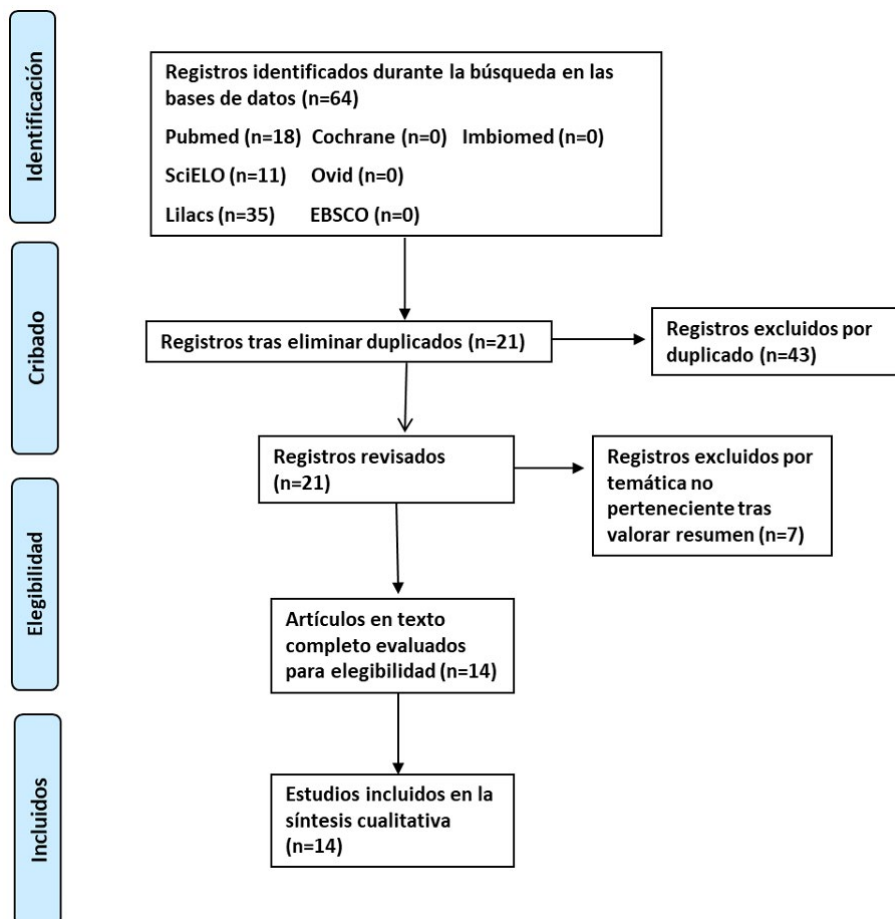 Identificación
Registros identificados durante la búsqueda en las
bases de datos (n=64)
Pubmed (n=18) Cochrane (n=0) Imbiomed (n=0)
SciELO (n=11) Ovid (n=0)
Lilacs (n=35) EBSCO (n=0)
Cribado
Registros tras eliminar duplicados (n=21)
Registros excluidos por
duplicado (n=43)
Registros revisados
(n=21)
Registros excluidos por
temática no
perteneciente tras
valorar resumen (n=7)
Elegibilidad
Artículos en texto
completo evaluados
para elegibilidad (n=14)
Incluidos
Estudios incluidos en la
síntesis cualitativa
(n=14)